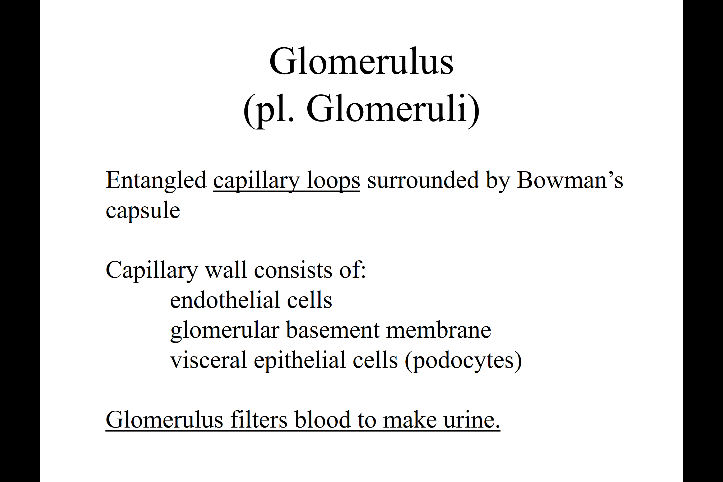 Glomerulus
(pl. Glomeruli)
Entangled capillary loops surrounded by Bowman’s
capsule
Capillary wall consists of:
endothelial cells
glomerular basement membrane
visceral epithelial cells (podocytes)
Glomerulus filters blood to make urine.